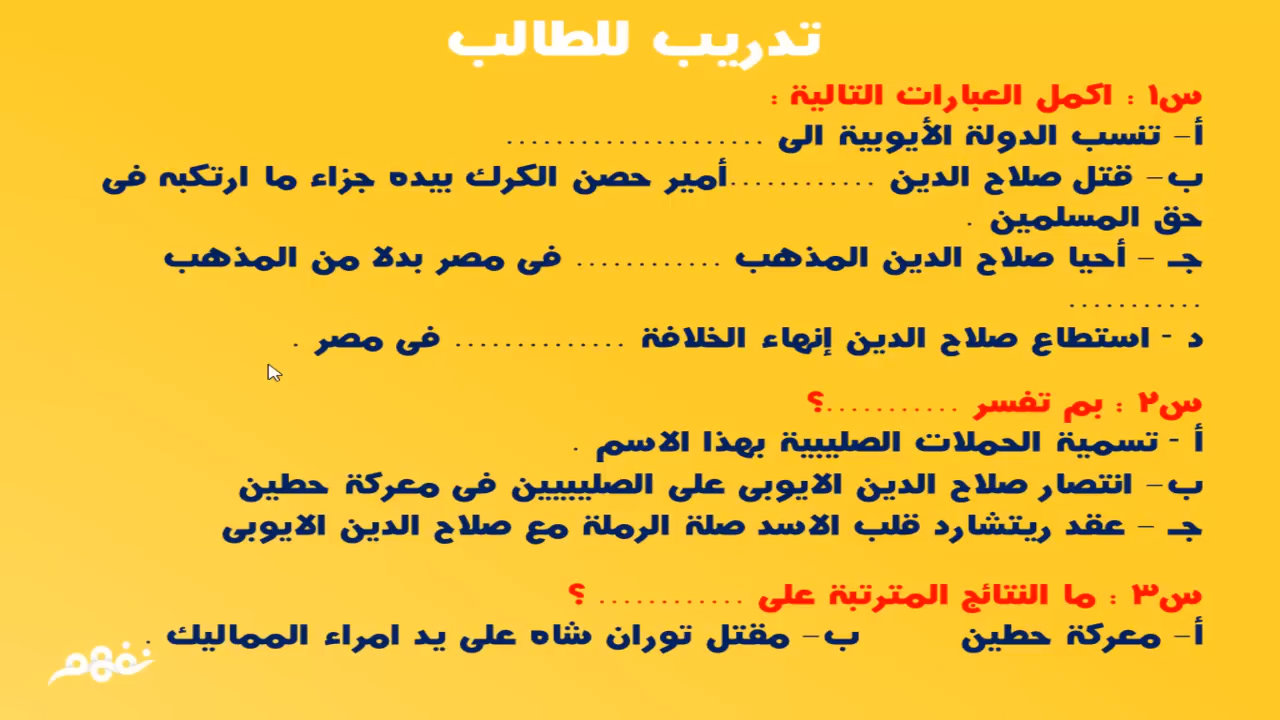 تدريب للطالب
س١ : اكمل العبارات التالية :
أ– تنسب الدولة الأيوبية الى .....................
ب– قتل صلاح الدين ............أمير حصن الكرك بيده جزاء ما ارتكبه فى
حق المسلمين .
جـ – أحيا صلاح الدين المذهب ............ فى مصر بدلا من المذهب
...........
د - استطاع صلاح الدين إنهاء الخلافة .............. فى مصر .
س٢ : بم تفسر ...........؟
أ - تسمية الحملات الصليبية بهذا الاسم .
ب– انتصار صلاح الدين الايوبى على الصليبيين فى معركة حطين
جـ – عقد ريتشارد قلب الاسد صلة الرملة مع صلاح الدين الايوبى
س٣ : ما النتائج المترتبة على ............ ؟
أ– معركة حطين ب– مقتل توران شاه على يد امراء المماليك .
نفهم